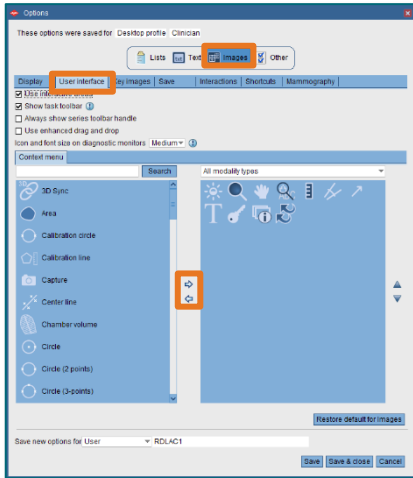 Options
These options were saved for Desktop profile Clinician
Lists Text Images Other
Display User interface Key images Save Interactions Shortcuts Mammography
Show task toolbar
Always show series toolbar handle
Use enhanced drag and drop
Icon and font size on diagnostic monitors Medium
Context menu
Search All modality types
3D Sync
Area
Calibration circle
Calibration line
Capture
Center line
Chamber volume
Circle
Circle (2 points)
Circle (3-points)
Restore default for Images
Save new options for User RDLAC1
Save Save & close Cancel